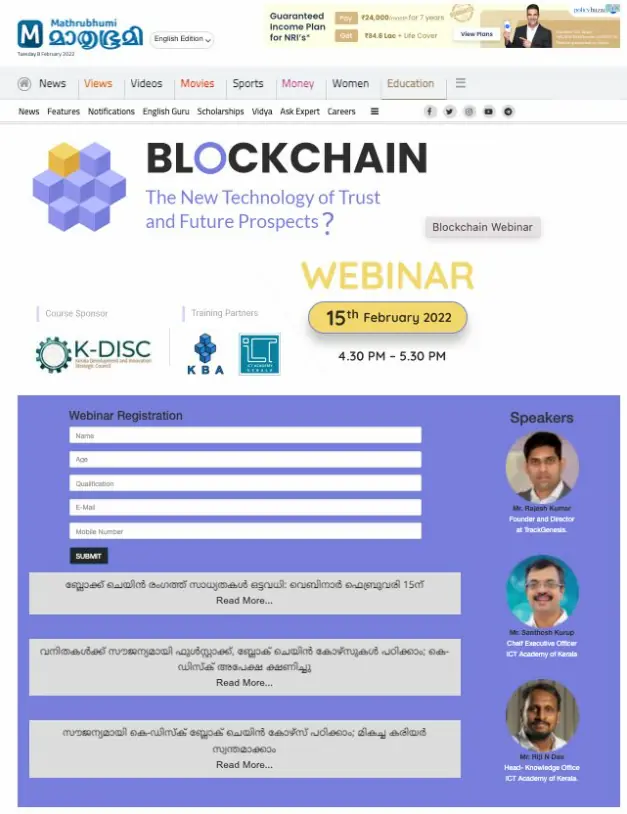 Mathrubhumi
മാതൃഭൂമി
English Edition
Tuesday 8 February 2022
Guaranteed
Income Plan
for NRI's*
Pay ₹24,000/month for 7 years
Get ₹84.8 Lac + Life Cover
View Plans
policybazaar
News Views Videos Movies Sports Money Women Education
News Features Notifications English Guru Scholarships Vidya Ask Expert Careers
BLOCKCHAIN
The New Technology of Trust
and Future Prospects ?
Blockchain Webinar
WEBINAR
15th February 2022
4.30 PM – 5.30 PM
Course Sponsor
Training Partners
K-DISC
Kerala Development and Innovation
Strategic Council
KBA
ICT ACADEMY
KERALA
Webinar Registration
Name
Age
Qualification
E-Mail
Mobile Number
SUBMIT
ബ്ലോക്ക് ചെയിൻ രംഗത്ത് സാധ്യതകൾ ഒട്ടവധി: വെബിനാർ ഫെബ്രുവരി 15ന്
Read More...
വനിതകൾക്ക് സൗജന്യമായി ഫുൾസ്റ്റാക്ക്, ബ്ലോക് ചെയിൻ കോഴ്സുകൾ പഠിക്കാം; കെ-
ഡിസ്ക് അപേക്ഷ ക്ഷണിച്ചു
Read More...
സൗജന്യമായി കെ-ഡിസ്ക് ബ്ലോക് ചെയിൻ കോഴ്സ് പഠിക്കാം; മികച്ച കരിയർ
സ്വന്തമാക്കാം
Read More...
Speakers
Mr. Rajesh Kumar
Founder and Director
at TrackGenesis.
Mr. Santhosh Kurup
Cheif Executive Officer
ICT Academy of Kerala
Mr. Riji N Das
Head- Knowledge Office
ICT Academy of Kerala.